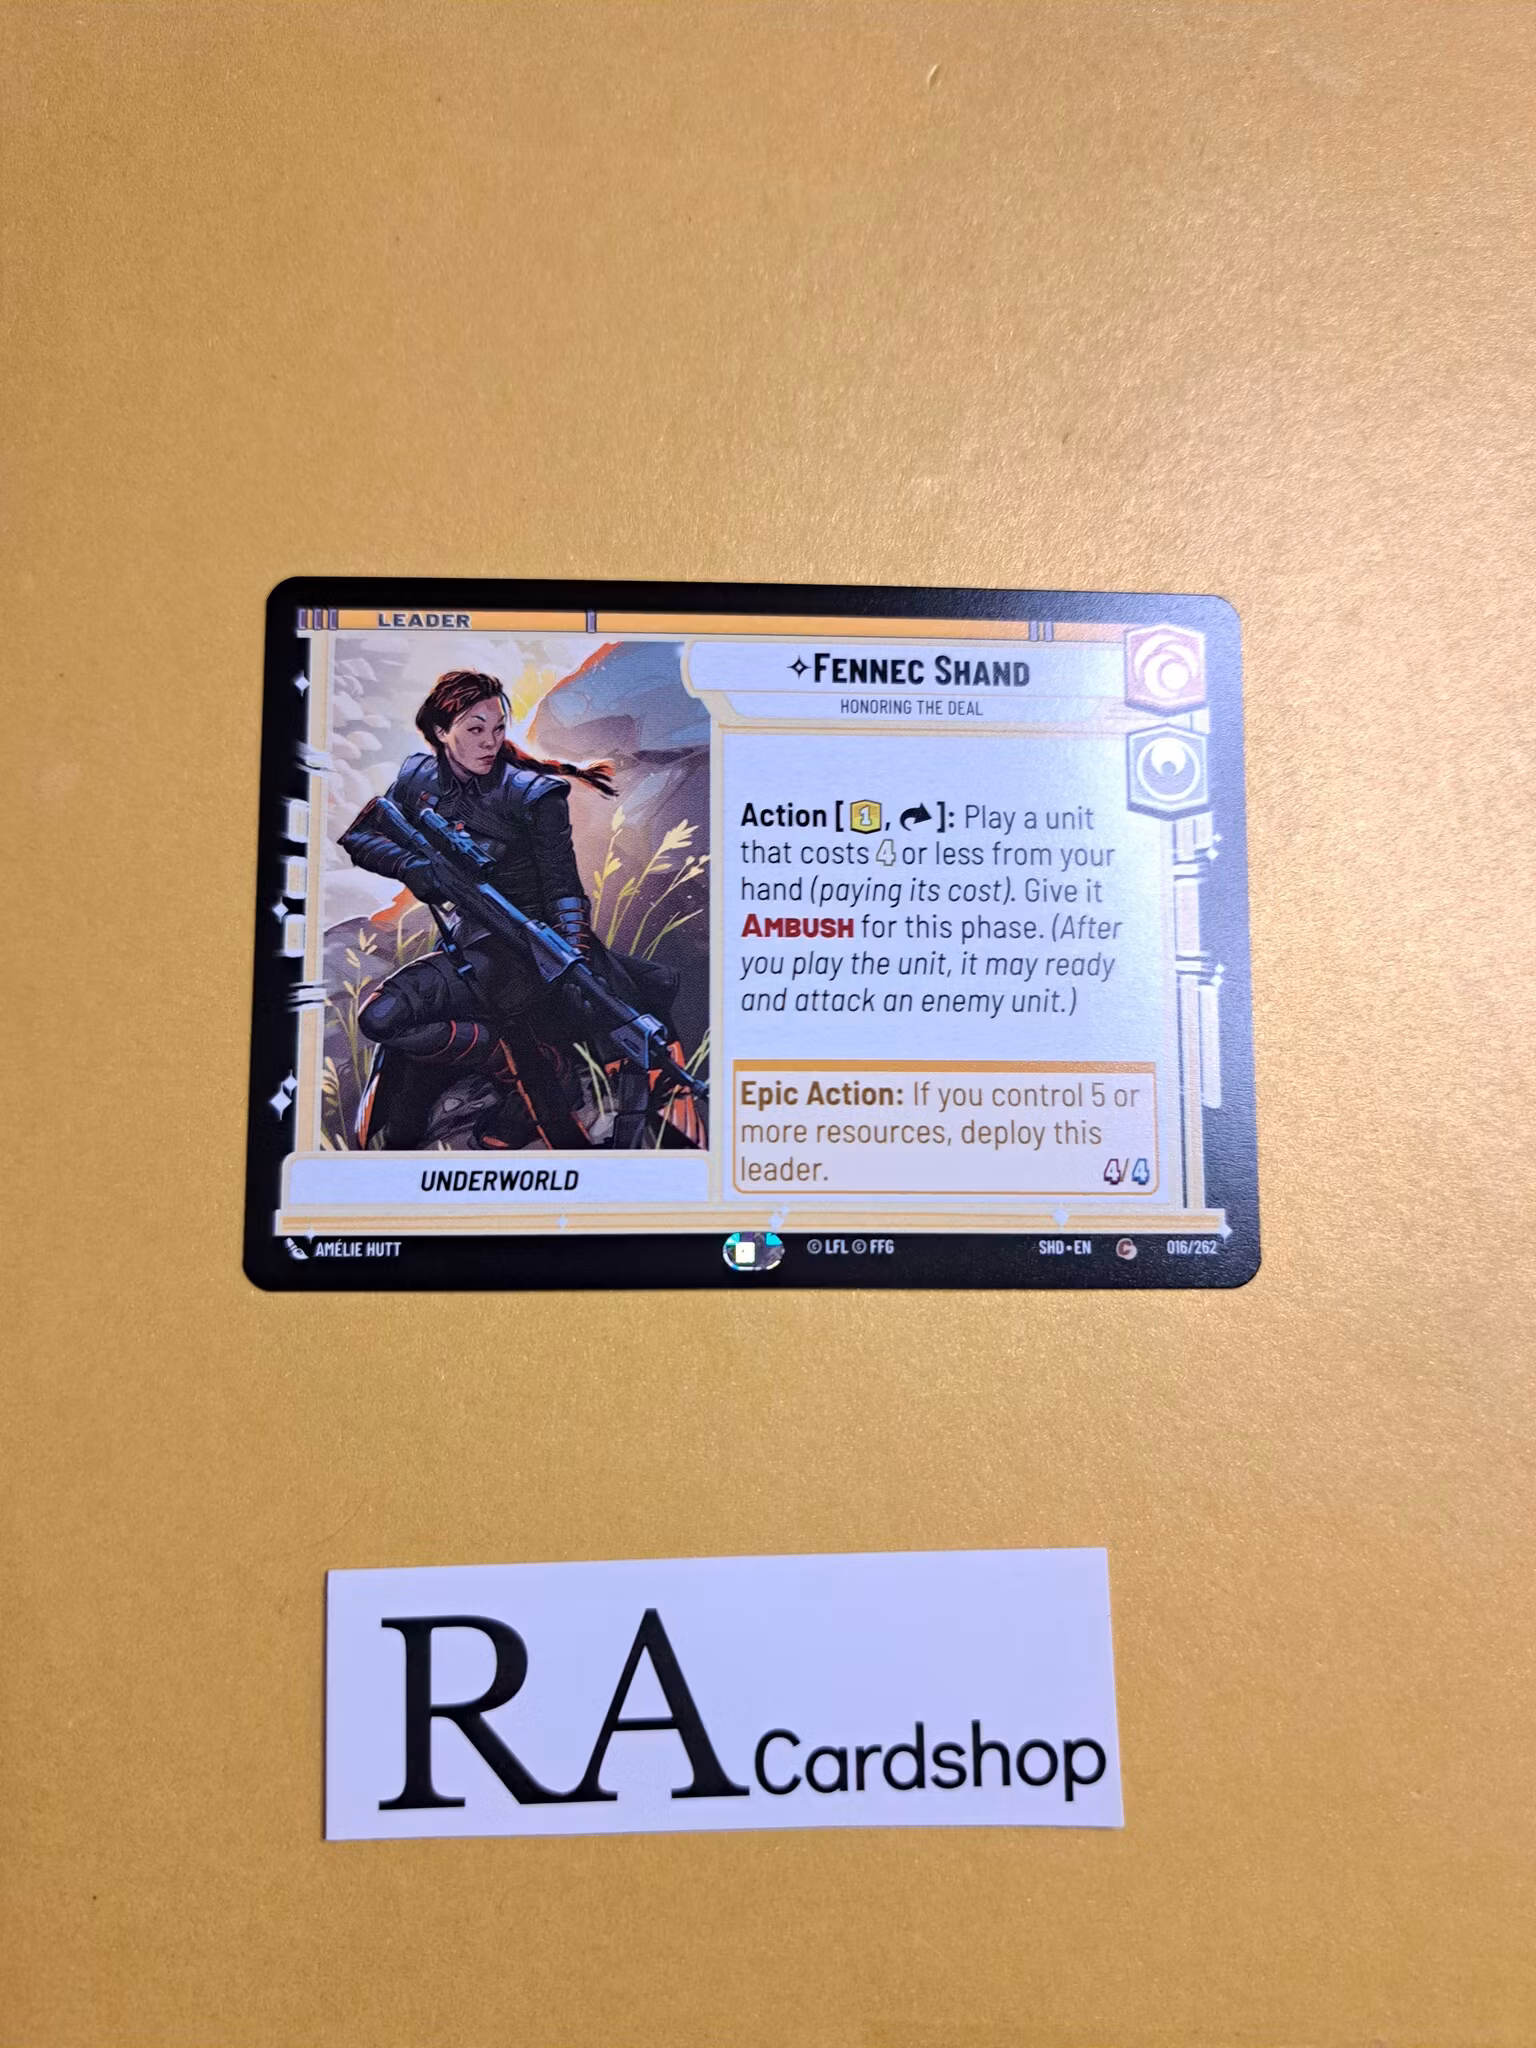 LEADER
FENNEC SHAND
HONORING THE DEAL
Action [1, ]: Play a unit
that costs 4 or less from your
hand (paying its cost). Give it
AMBUSH for this phase. (After
you play the unit, it may ready
and attack an enemy unit.)
Epic Action: If you control 5 or
more resources, deploy this
leader.
4/4
UNDERWORLD
AMÉLIE HUTT
© LFL © FFG
SHD•EN C 016/262
RA Cardshop